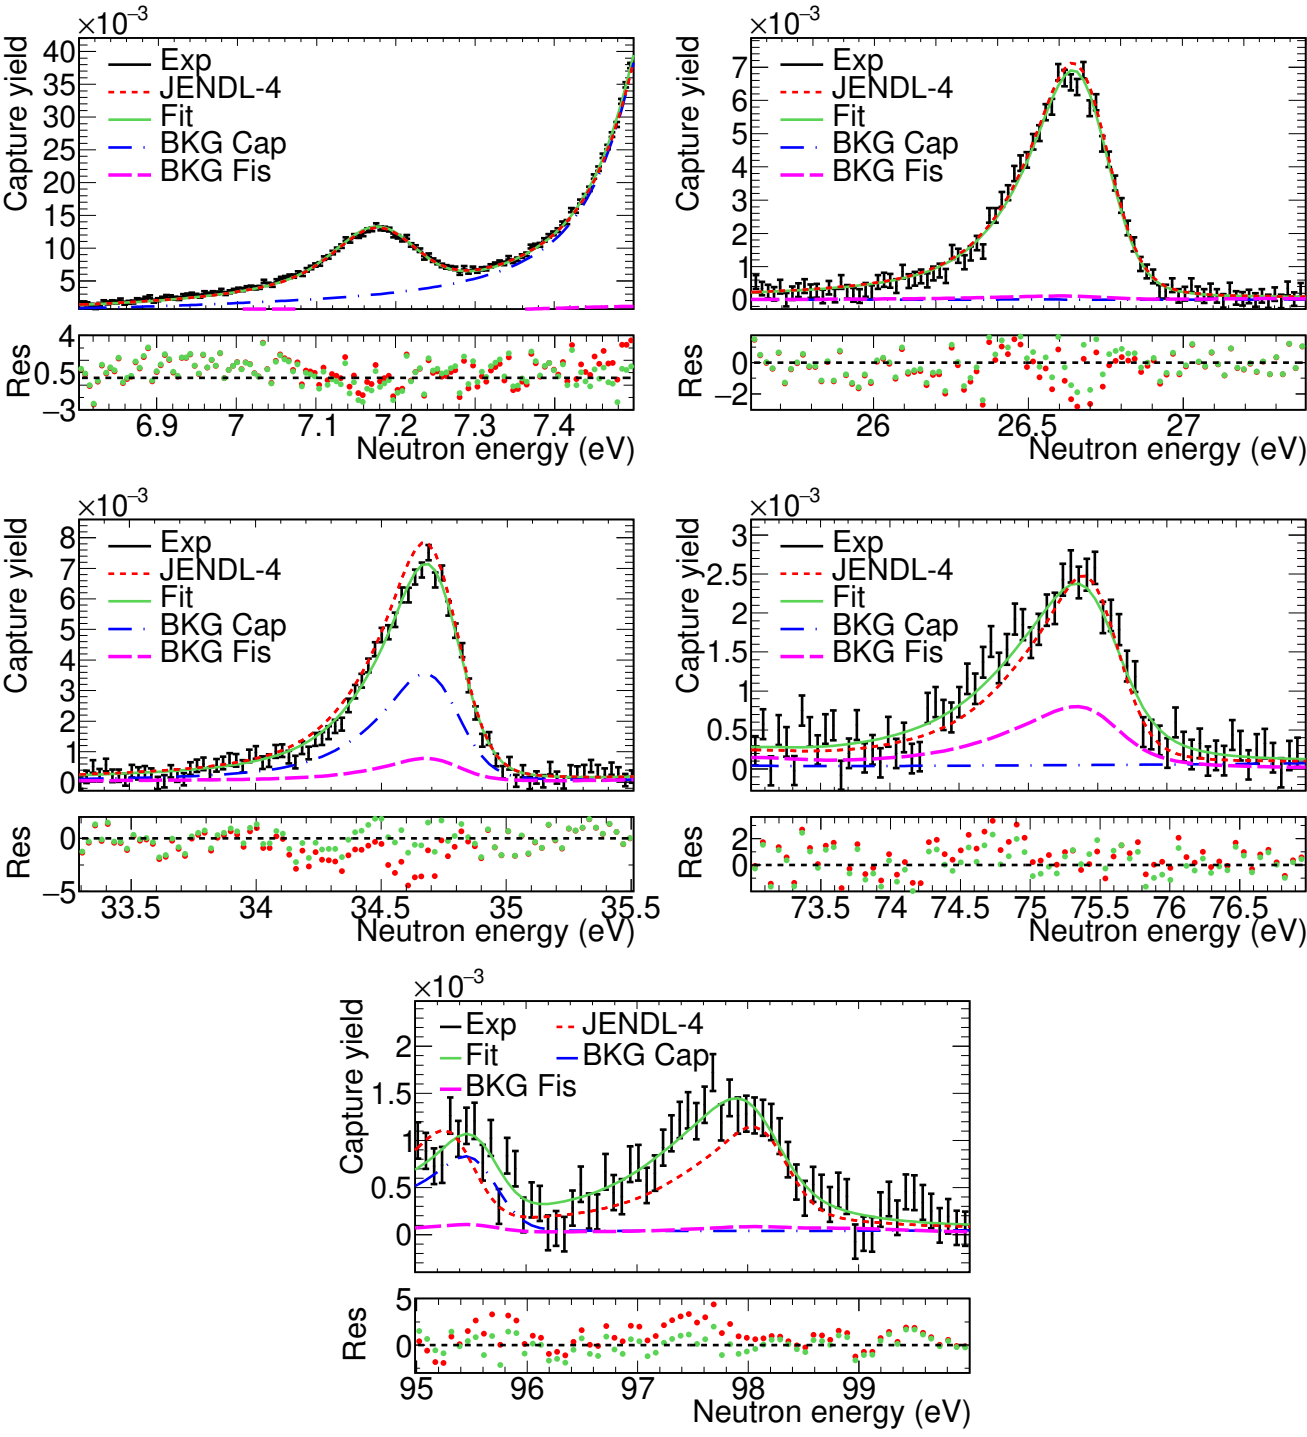 ×10⁻³
Capture yield
40
35
30
25
20
15
10
5
Exp
JENDL-4
Fit
BKG Cap
BKG Fis
Res
4
0.5
−3
6.9 7 7.1 7.2 7.3 7.4
Neutron energy (eV)
×10⁻³
Capture yield
7
6
5
4
3
2
1
0
Exp
JENDL-4
Fit
BKG Cap
BKG Fis
Res
0
−2
26 26.5 27
Neutron energy (eV)
×10⁻³
Capture yield
8
7
6
5
4
3
2
1
0
Exp
JENDL-4
Fit
BKG Cap
BKG Fis
Res
0
−5
33.5 34 34.5 35 35.5
Neutron energy (eV)
×10⁻³
Capture yield
3
2.5
2
1.5
1
0.5
0
Exp
JENDL-4
Fit
BKG Cap
BKG Fis
Res
2
0
73.5 74 74.5 75 75.5 76 76.5
Neutron energy (eV)
×10⁻³
Capture yield
2
1.5
1
0.5
0
Exp JENDL-4
Fit BKG Cap
BKG Fis
Res
5
0
95 96 97 98 99
Neutron energy (eV)